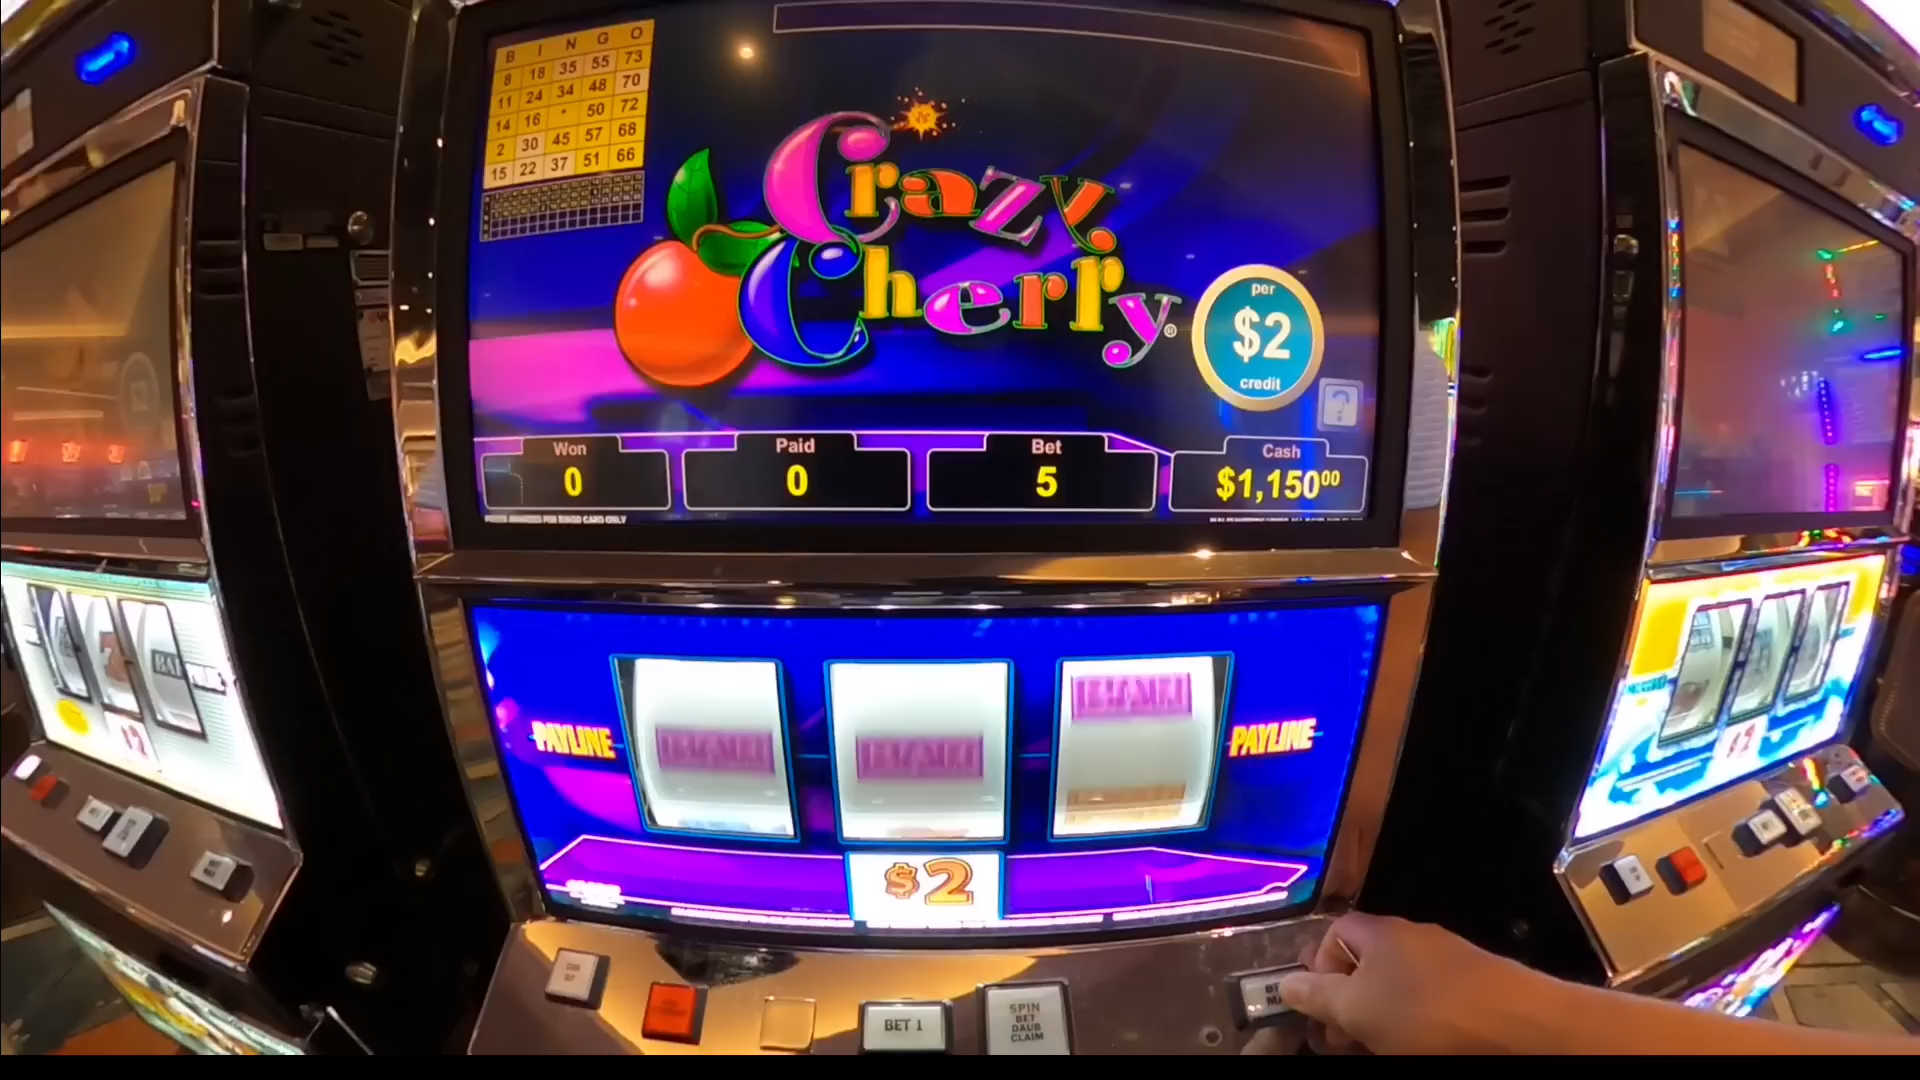 B I N G O
8 18 35 55 73
11 24 34 48 70
14 16 * 50 72
2 30 45 57 68
15 22 37 51 66
Crazy
Cherry®
per
$2
credit
?
Won
Paid
Bet
Cash
0
0
5
$1,150⁰⁰
PAYLINE
PAYLINE
$2
BET 1
SPIN
BET
DAUB
CLAIM
$2
$2